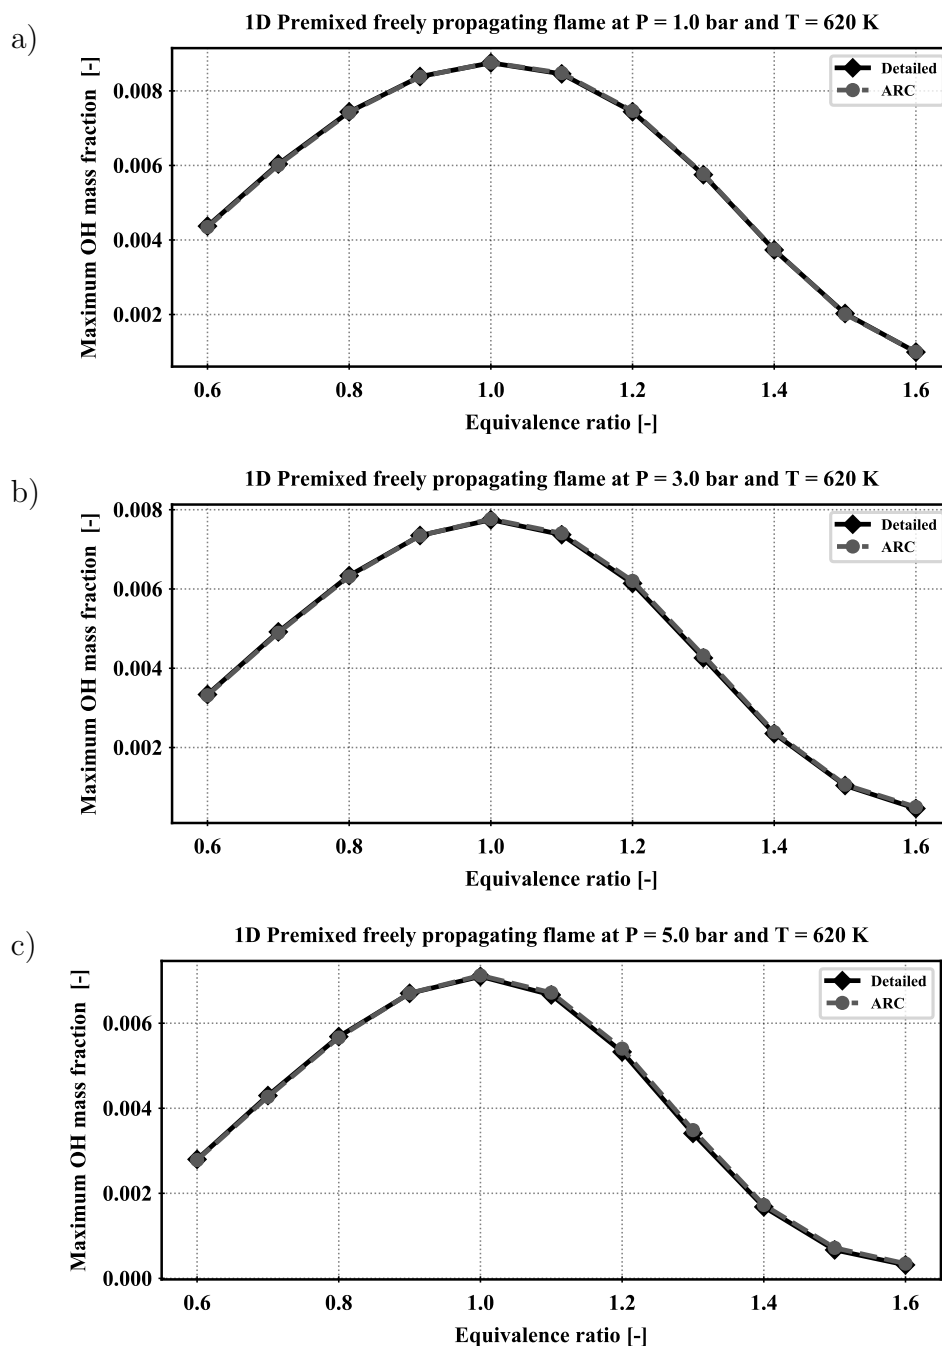 a)
1D Premixed freely propagating flame at P = 1.0 bar and T = 620 K
Maximum OH mass fraction [-]
0.008
0.006
0.004
0.002
Detailed
ARC
0.6 0.8 1.0 1.2 1.4 1.6
Equivalence ratio [-]
b)
1D Premixed freely propagating flame at P = 3.0 bar and T = 620 K
Maximum OH mass fraction [-]
0.008
0.006
0.004
0.002
Detailed
ARC
0.6 0.8 1.0 1.2 1.4 1.6
Equivalence ratio [-]
c)
1D Premixed freely propagating flame at P = 5.0 bar and T = 620 K
Maximum OH mass fraction [-]
0.006
0.004
0.002
0.000
Detailed
ARC
0.6 0.8 1.0 1.2 1.4 1.6
Equivalence ratio [-]